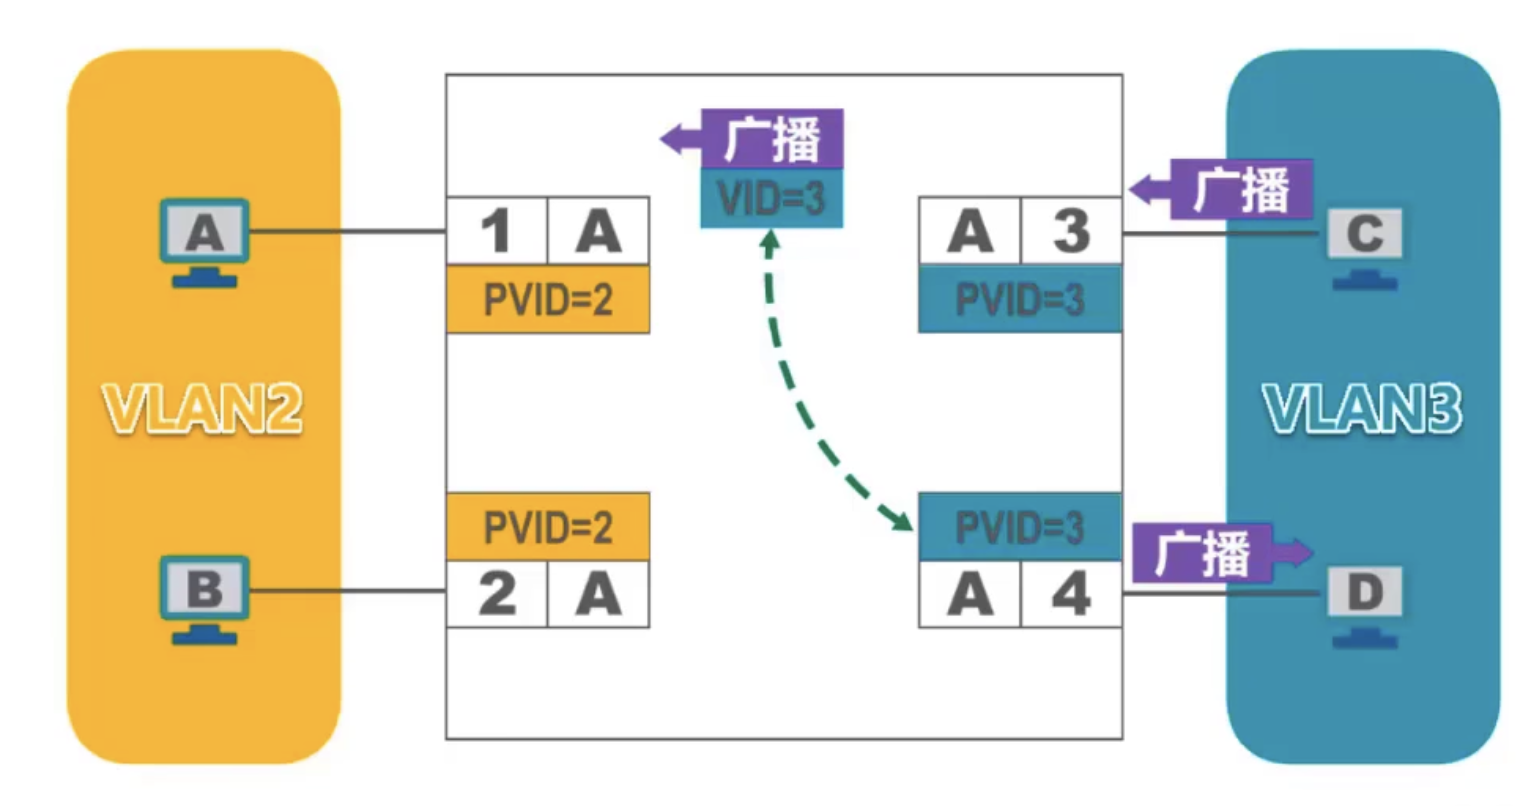 广播
VID=3
广播
A
1 A
A 3
C
PVID=2
PVID=3
VLAN2
VLAN3
PVID=2
PVID=3
广播
B
2 A
A 4
D